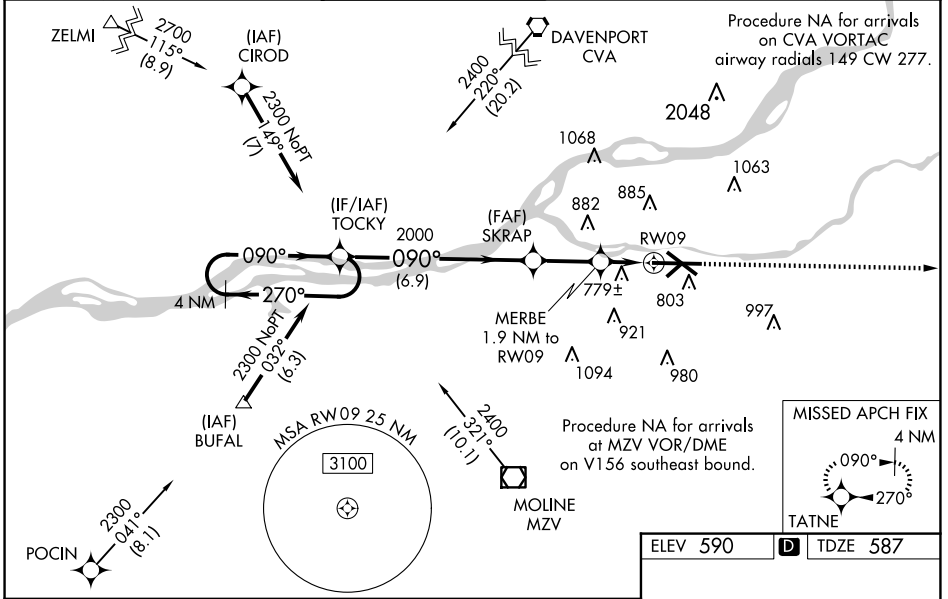 ZELMI
2700
115°
(8.9)
(IAF)
CIROD
2300 NoPT
149°
(7)
DAVENPORT
CVA
2400
220°
(20.2)
Procedure NA for arrivals
on CVA VORTAC
airway radials 149 CW 277.
2048
1068
1063
882
885
(IF/IAF)
TOCKY
2000
090°
(6.9)
(FAF)
SKRAP
RW09
090°
270°
4 NM
779±
803
MERBE
1.9 NM to
RW09
921
997
1094
980
2300 NoPT
032°
(6.3)
(IAF)
BUFAL
MSA RW09 25 NM
3100
2400
321°
(10.1)
MOLINE
MZV
Procedure NA for arrivals
at MZV VOR/DME
on V156 southeast bound.
MISSED APCH FIX
4 NM
090°
270°
TATNE
2300
041°
(8.1)
POCIN
ELEV 590
D
TDZE 587